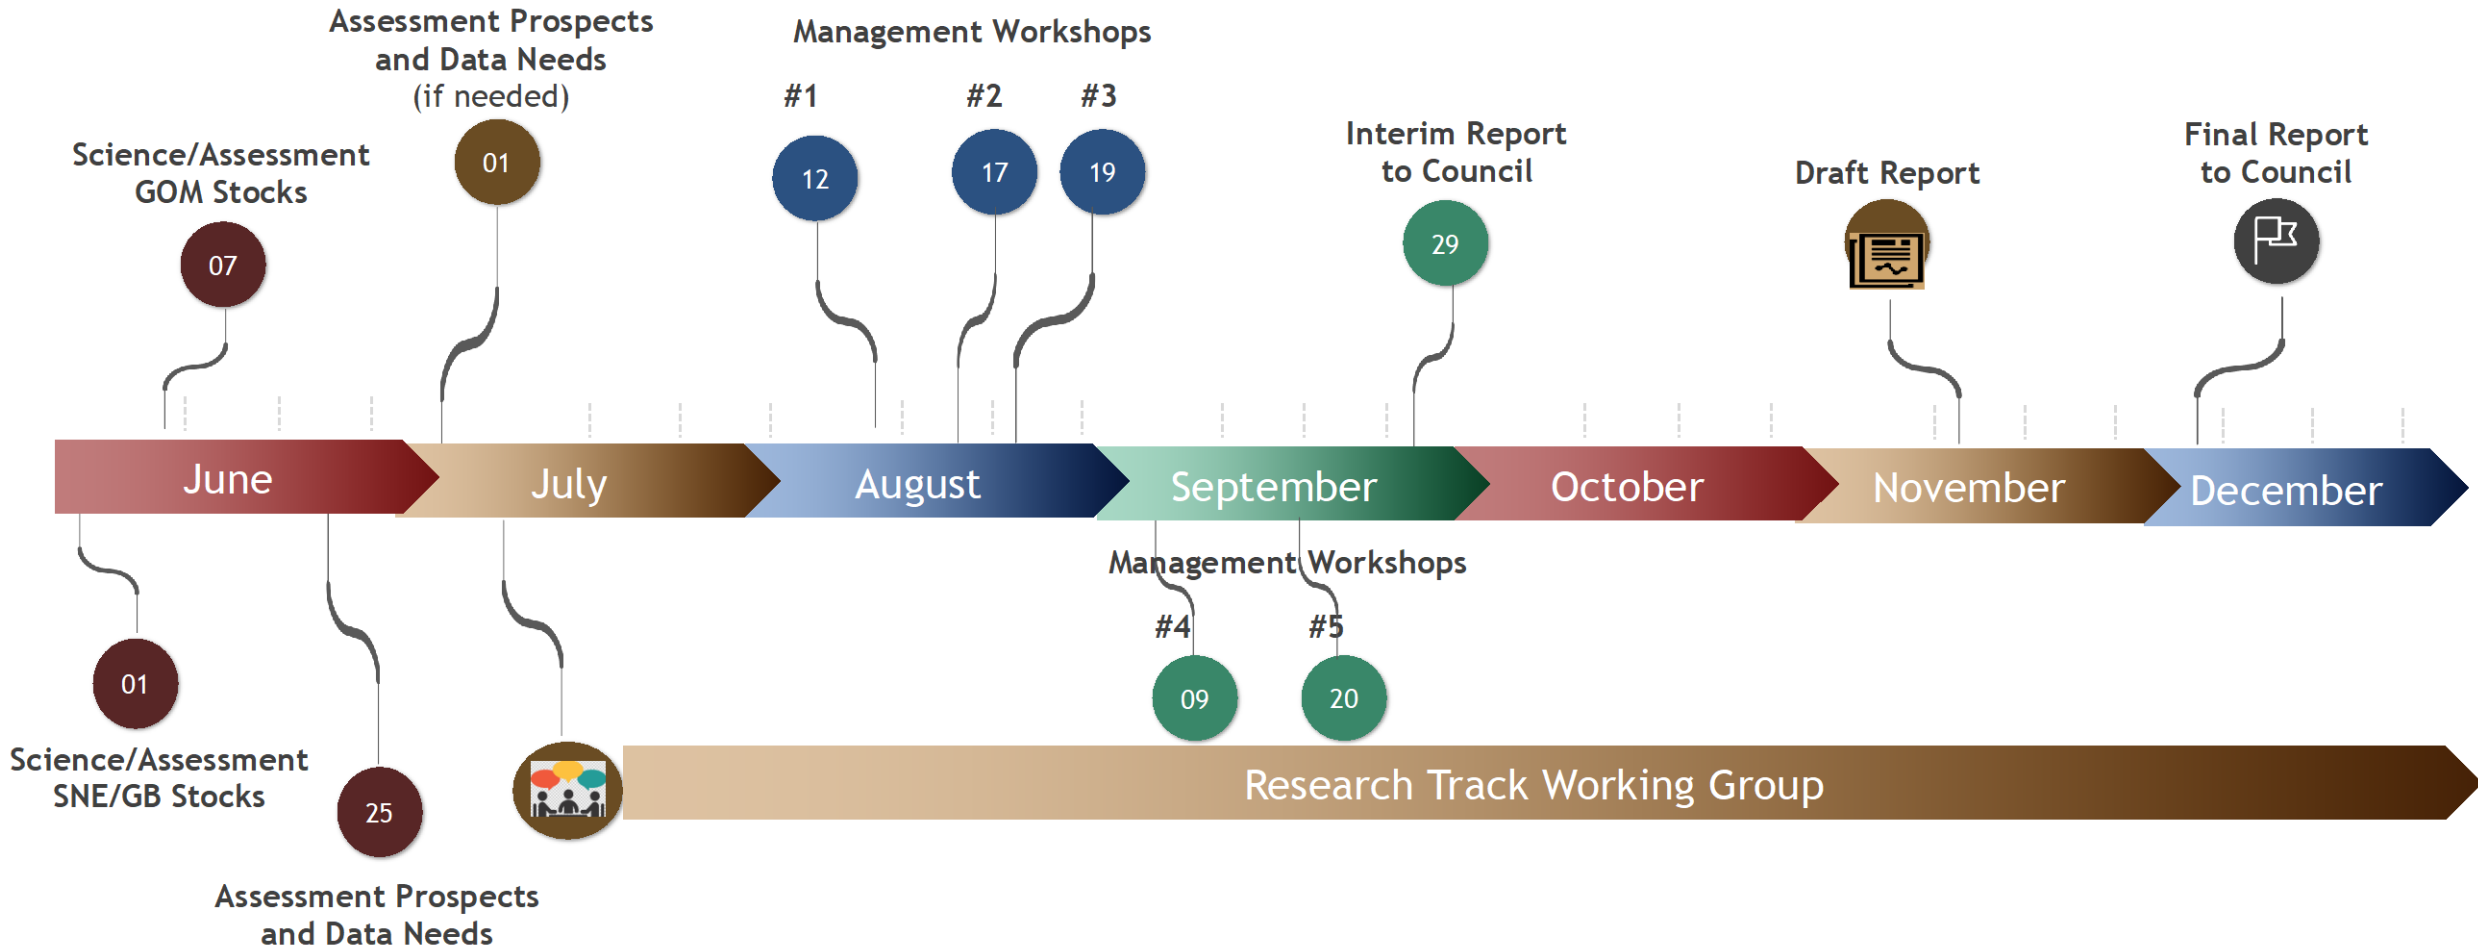 Assessment Prospects
and Data Needs
(if needed)
01
Management Workshops
#1
#2
#3
12
17
19
Science/Assessment
GOM Stocks
07
Interim Report
to Council
29
Draft Report
Final Report
to Council
June
July
August
September
October
November
December
Management Workshops
#4
#5
09
20
01
Science/Assessment
SNE/GB Stocks
25
Assessment Prospects
and Data Needs
Research Track Working Group